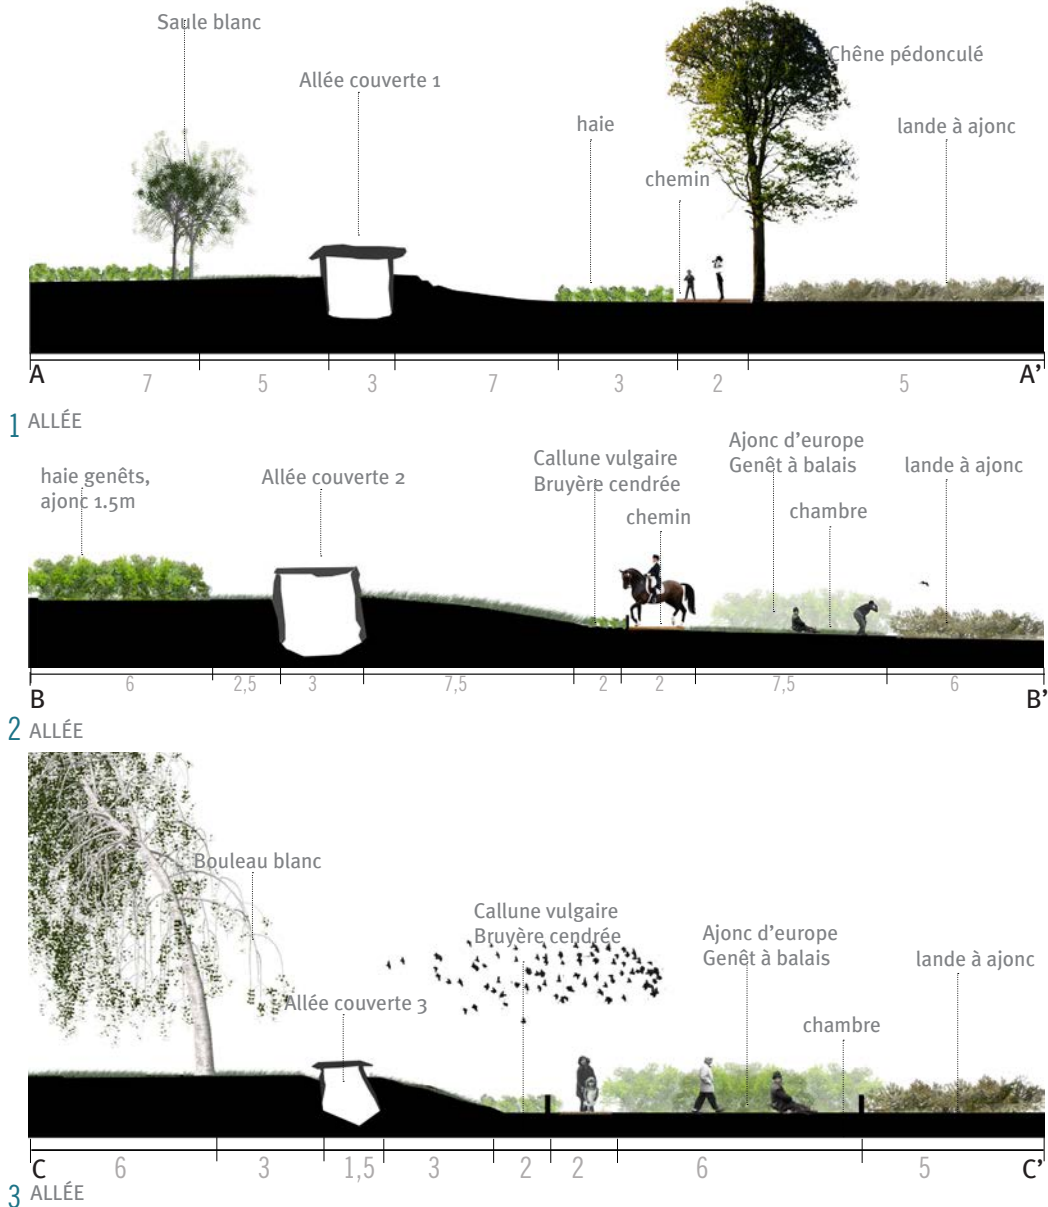 Saule blanc
Chêne pédonculé
Allée couverte 1
haie
lande à ajonc
chemin
A
A'
7 5 3 7 3 2 5
1 ALLÉE
haie genêts,
ajonc 1.5m
Allée couverte 2
Callune vulgaire
Bruyère cendrée
chemin
Ajonc d'europe
Genêt à balais
chambre
lande à ajonc
6 2,5 3 7,5 2 2 7,5 6
B
B'
2 ALLÉE
Bouleau blanc
Allée couverte 3
Callune vulgaire
Bruyère cendrée
Ajonc d'europe
Genêt à balais
chambre
lande à ajonc
C
C'
6 3 1,5 3 2 2 6 5
3 ALLÉE